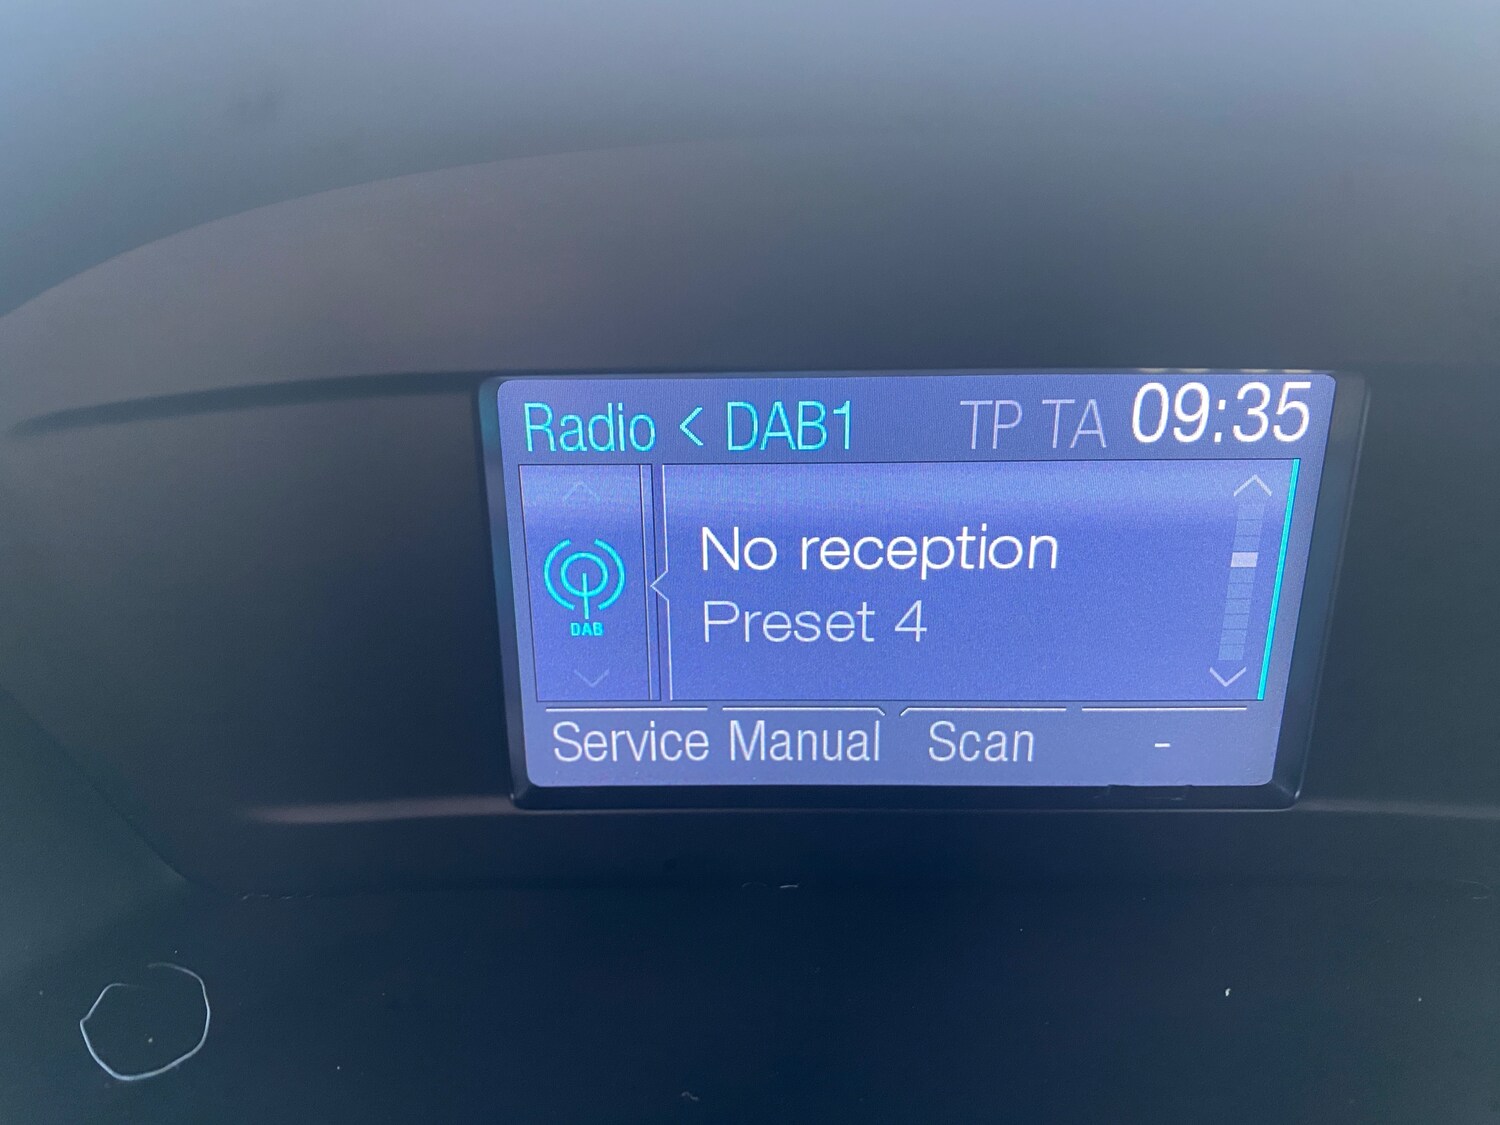 Radio < DAB1 TP TA 09:35
No reception
DAB
Preset 4
Service Manual Scan -